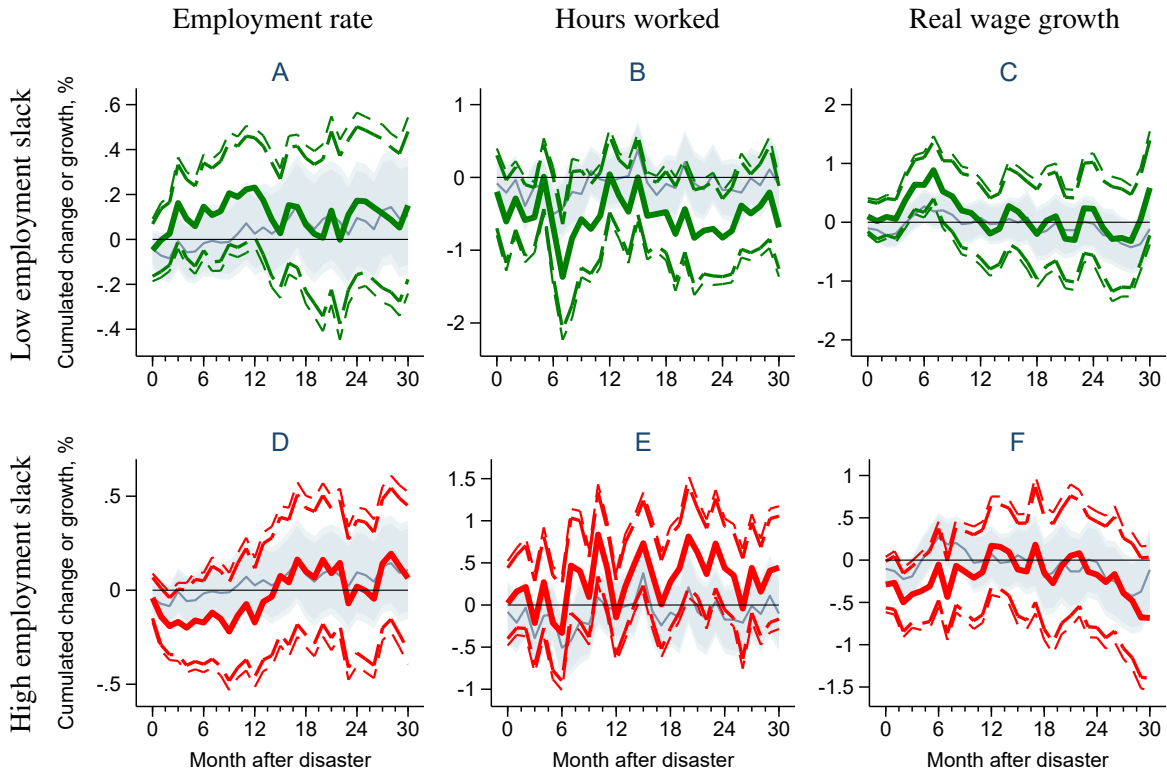 Employment rate
Hours worked
Real wage growth
Low employment slack
Cumulated change or growth, %
A
.6
.4
.2
0
-.2
-.4
0 6 12 18 24 30
B
1
0
-1
-2
0 6 12 18 24 30
C
2
1
0
-1
-2
0 6 12 18 24 30
High employment slack
Cumulated change or growth, %
D
.5
0
-.5
0 6 12 18 24 30
Month after disaster
E
1.5
1
.5
0
-.5
-1
0 6 12 18 24 30
Month after disaster
F
1
.5
0
-.5
-1
-1.5
0 6 12 18 24 30
Month after disaster